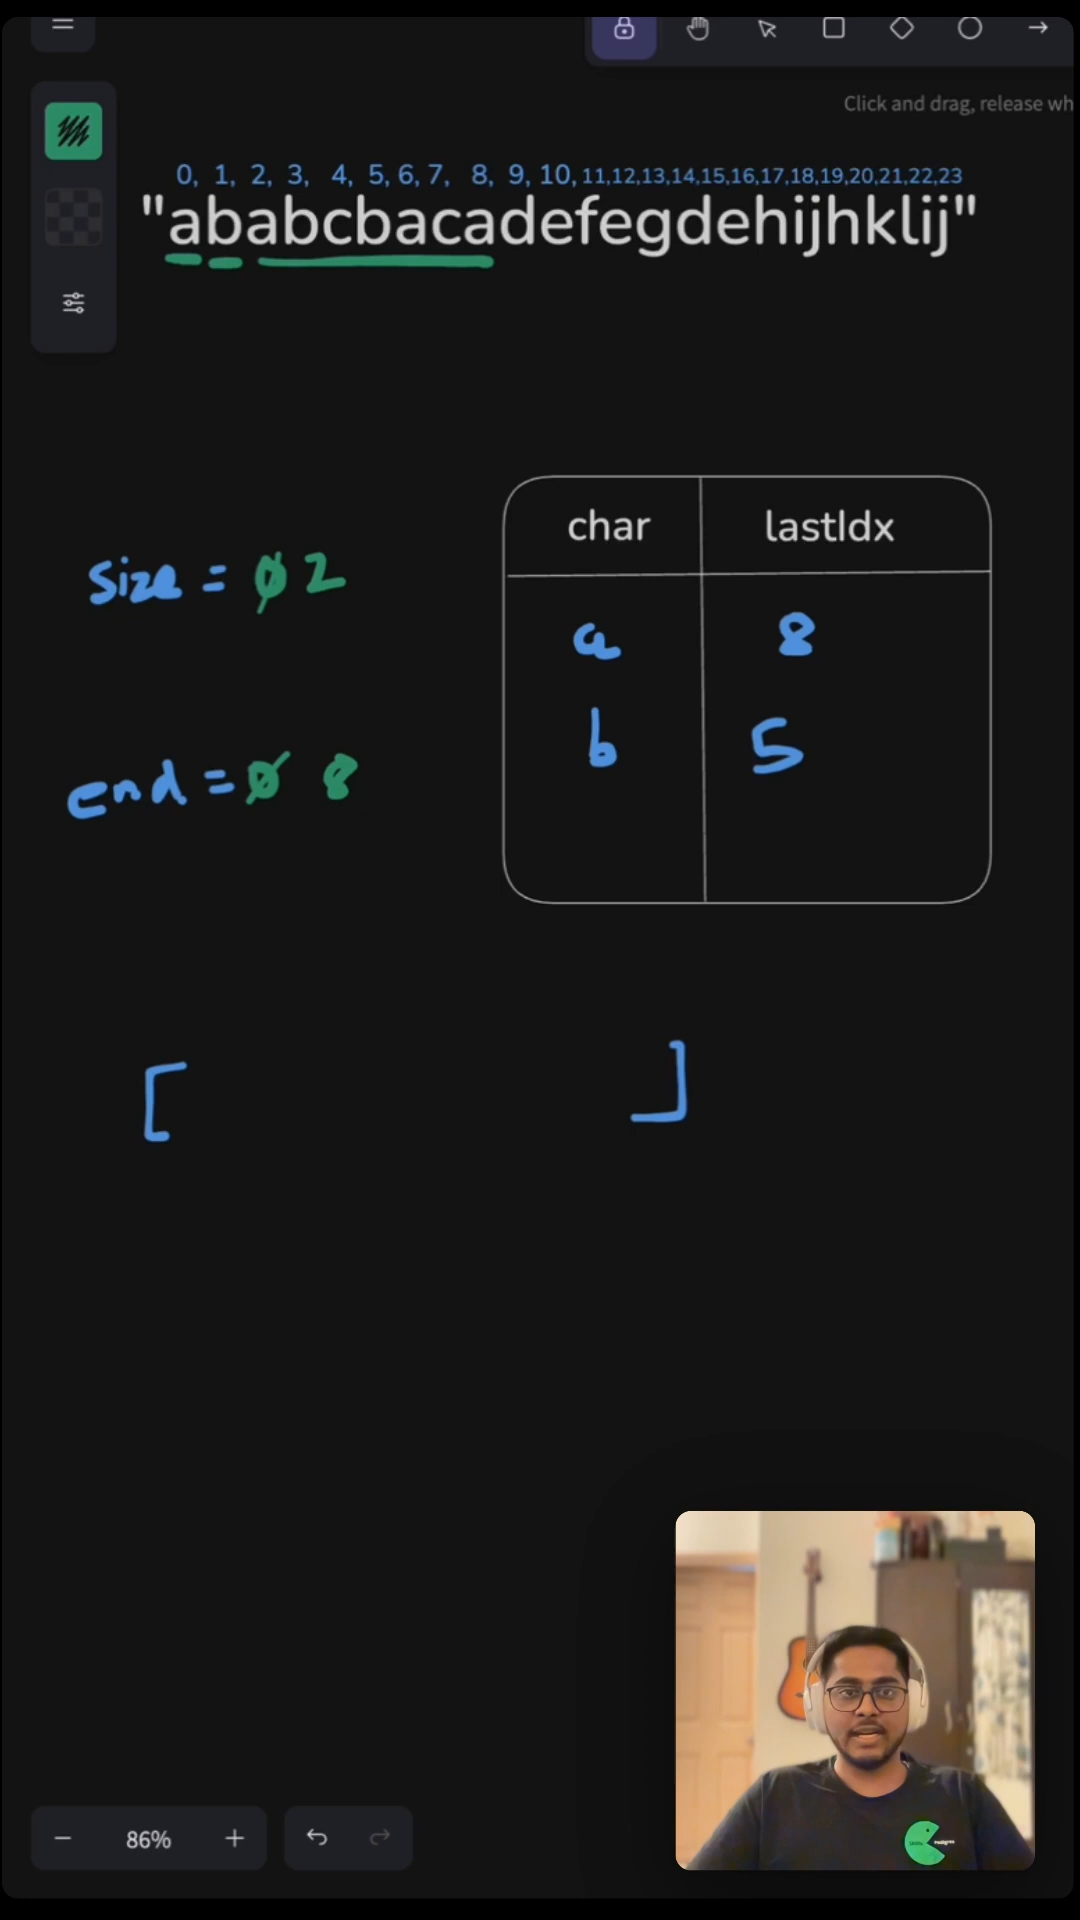 Click and drag, release wh
0, 1, 2, 3, 4, 5, 6, 7, 8, 9, 10, 11,12,13,14,15,16,17,18,19,20,21,22,23
"ababcbacadefegdehijhklij"
char lastIdx
size = 0 2
a 8
b 5
end = 0 8
[ ]
86%